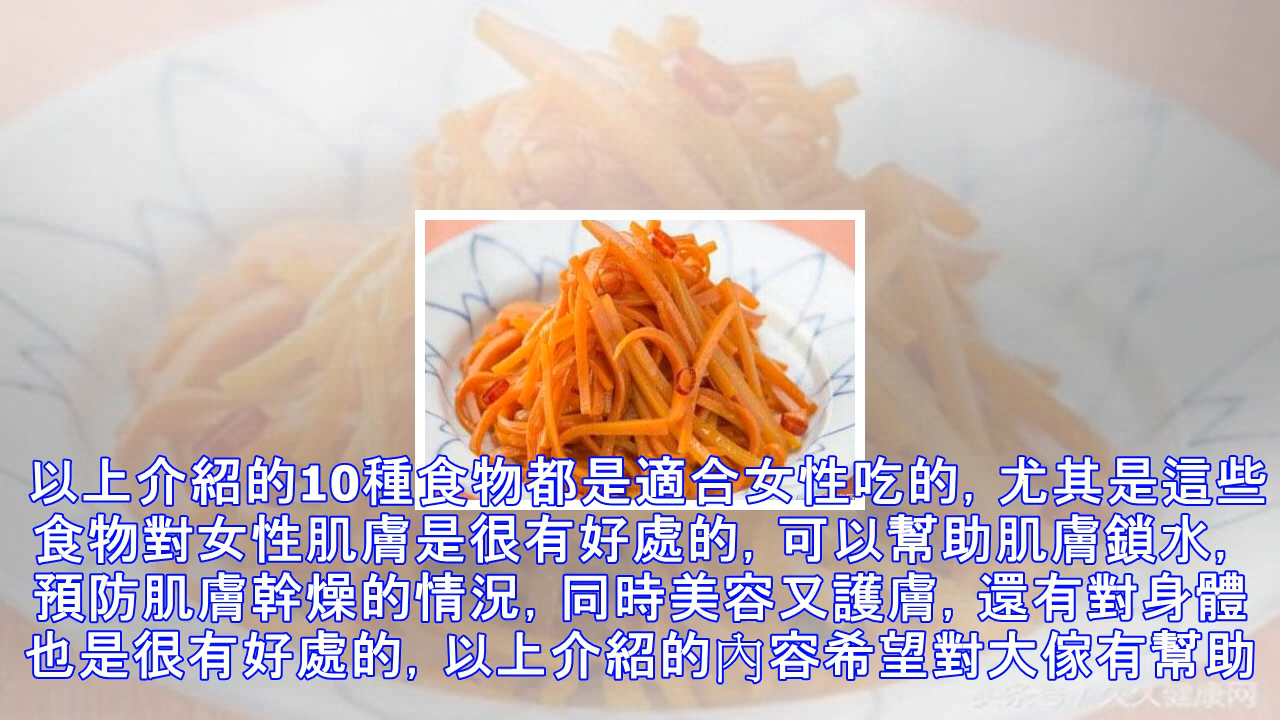 以上介紹的10種食物都是適合女性吃的, 尤其是這些
食物對女性肌膚是很有好處的, 可以幫助肌膚鎖水,
預防肌膚幹燥的情況, 同時美容又護膚, 還有對身體
也是很有好處的, 以上介紹的內容希望對大傢有幫助